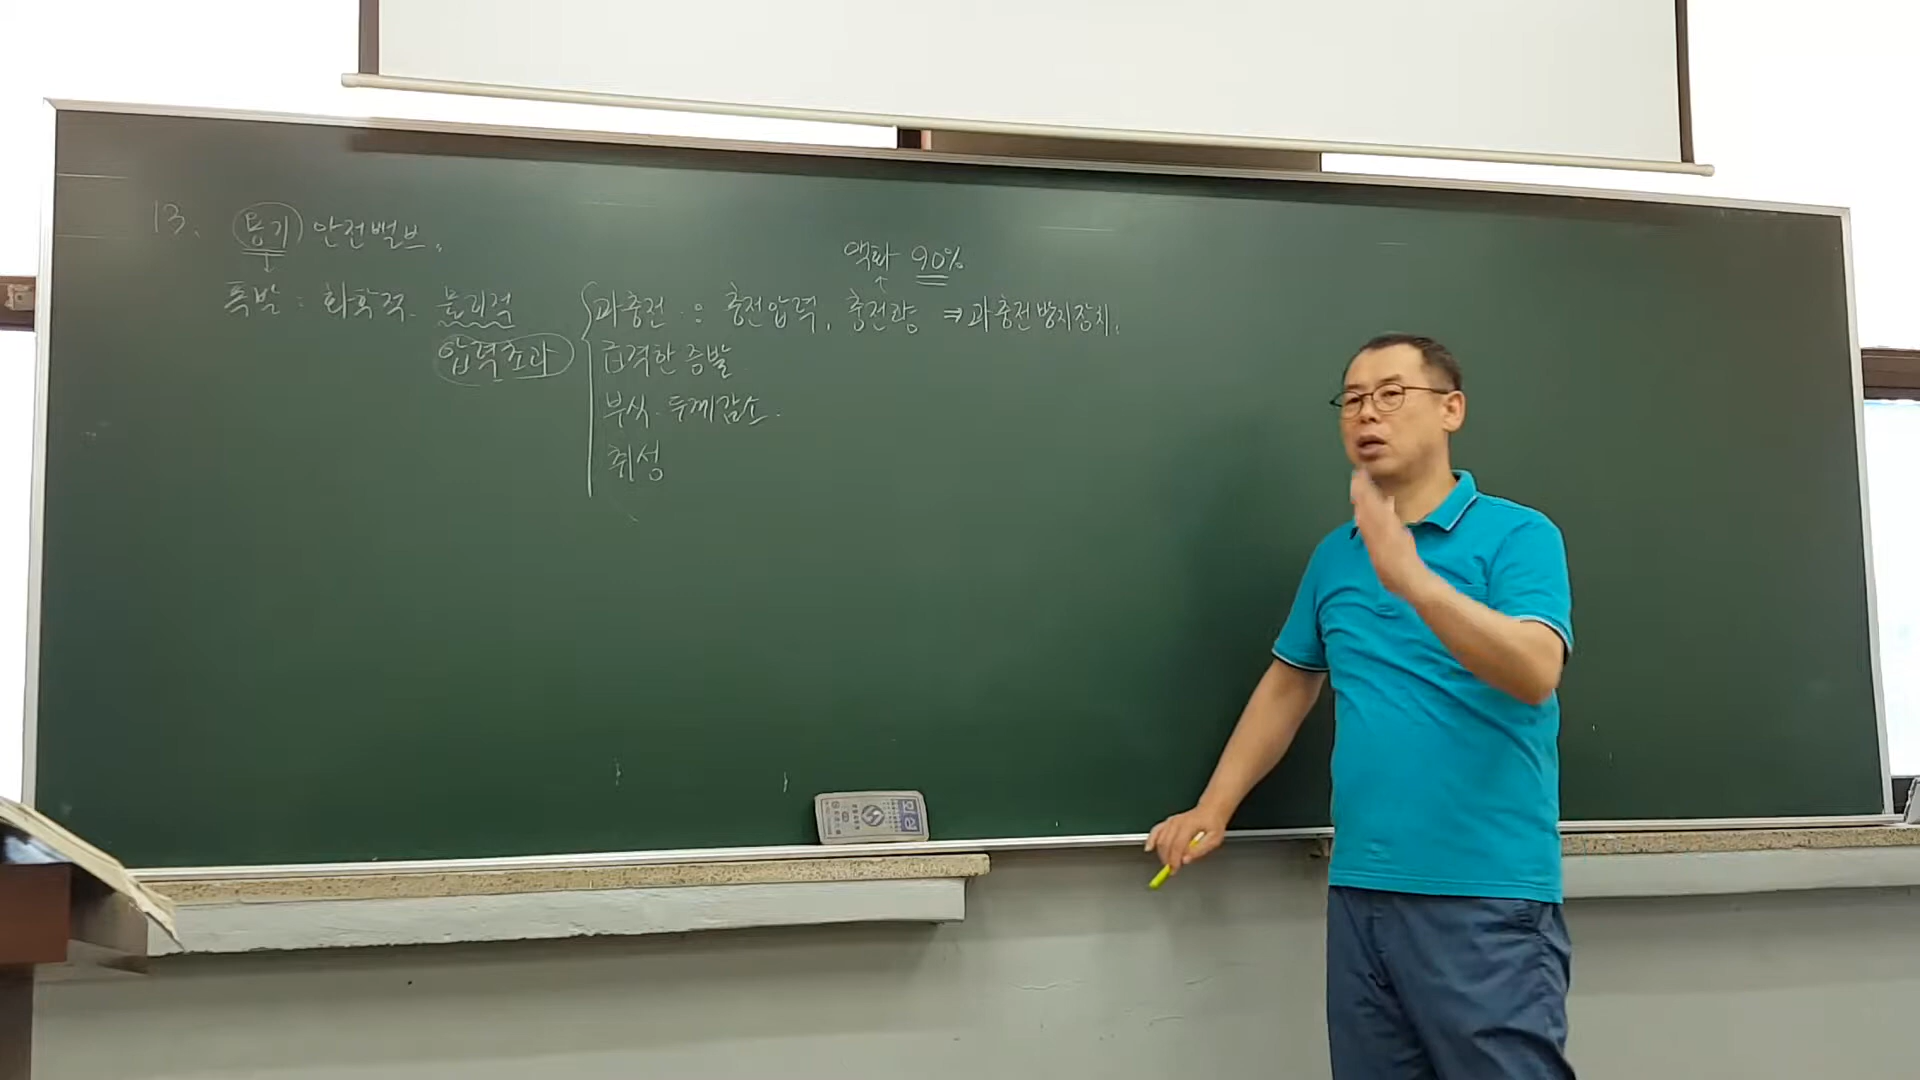 13. 용기 안전밸브.
액화 90%
폭발 : 화학적. 물리적 과충전 : 충전압력, 충전량 ⇒ 과충전방지장치.
압력초과 급격한 증발
부식. 두께감소.
취성